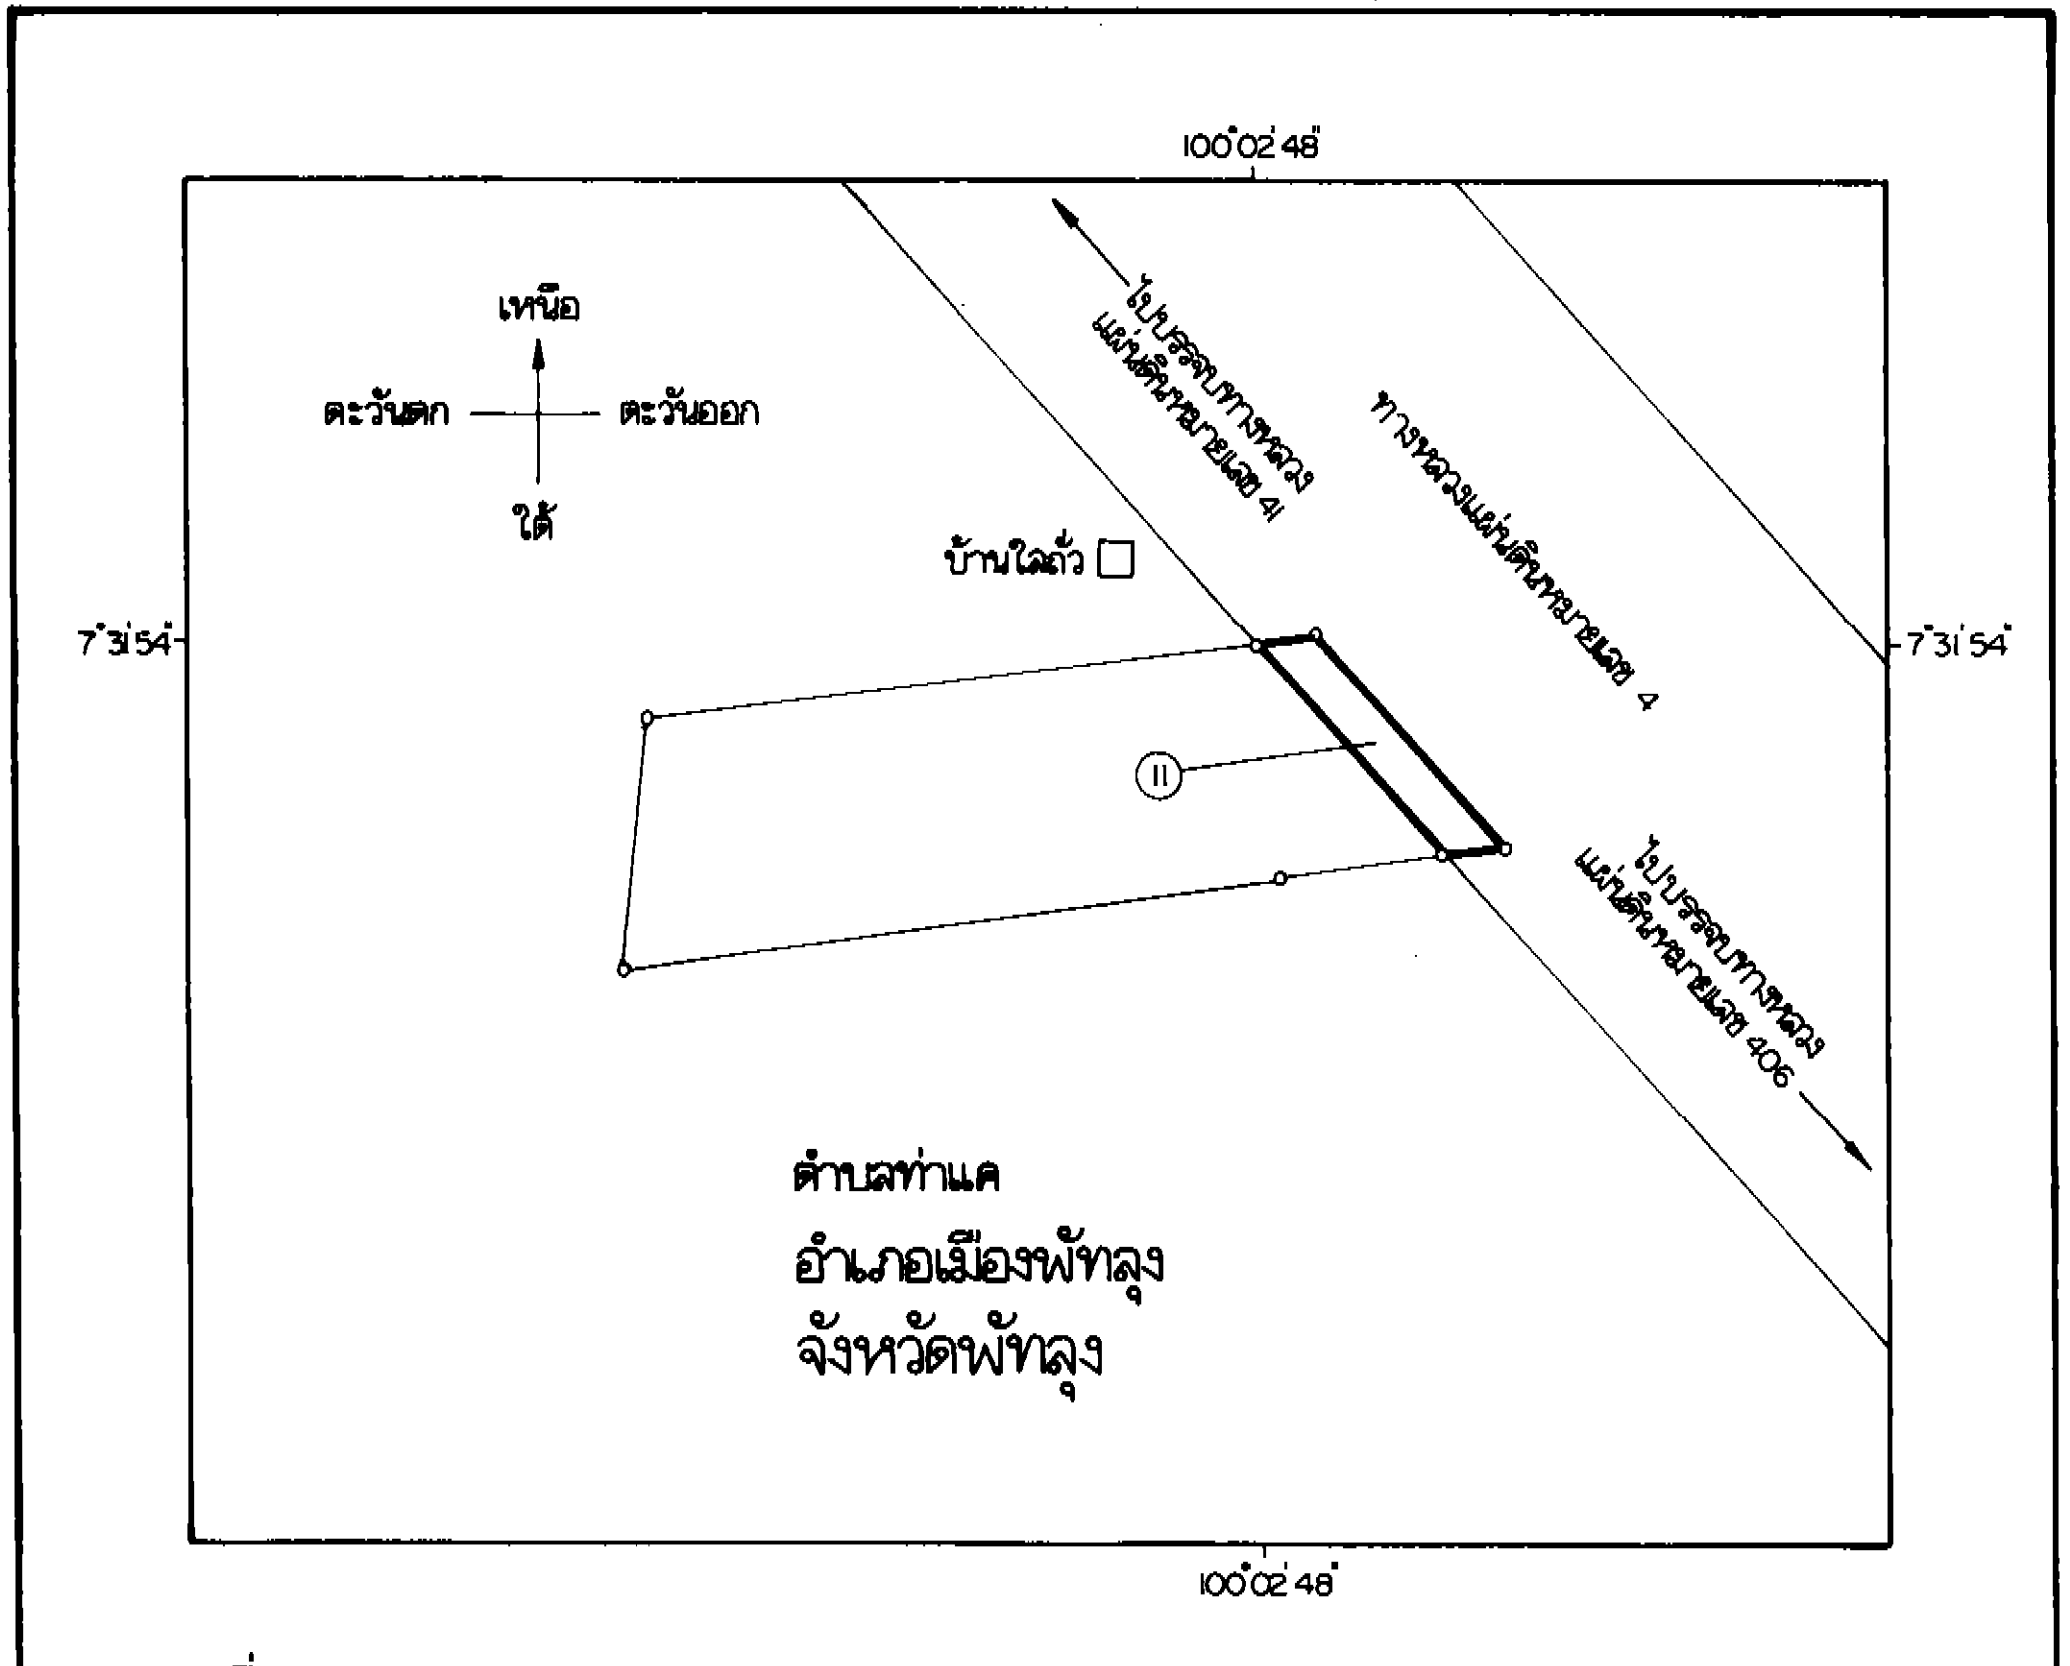 100°02'48"
เหนือ
ตะวันตก
ตะวันออก
ใต้
ไปบรรจบทางหลวง
แผ่นดินหมายเลข 41
ทางหลวงแผ่นดินหมายเลข 4
บ้านใสถั่ว
7°31'54"
7°31'54"
11
ไปบรรจบทางหลวง
แผ่นดินหมายเลข 406
ตำบลท่าแค
อำเภอเมืองพัทลุง
จังหวัดพัทลุง
100°02'48"